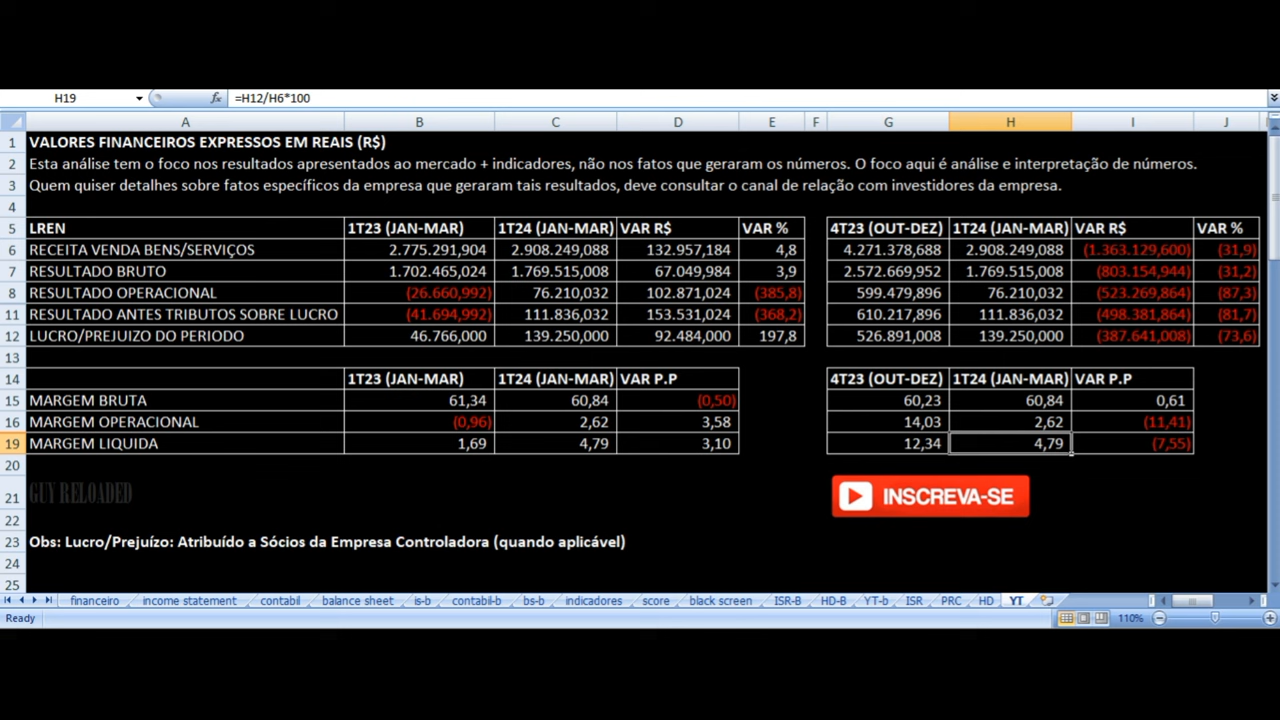 H19 fx =H12/H6*100
A B C D E F G H I J
1 VALORES FINANCEIROS EXPRESSOS EM REAIS (R$)
2 Esta análise tem o foco nos resultados apresentados ao mercado + indicadores, não nos fatos que geraram os números. O foco aqui é análise e interpretação de números.
3 Quem quiser detalhes sobre fatos específicos da empresa que geraram tais resultados, deve consultar o canal de relação com investidores da empresa.
4
5 LREN 1T23 (JAN-MAR) 1T24 (JAN-MAR) VAR R$ VAR % 4T23 (OUT-DEZ) 1T24 (JAN-MAR) VAR R$ VAR %
6 RECEITA VENDA BENS/SERVIÇOS 2.775.291,904 2.908.249,088 132.957,184 4,8 4.271.378,688 2.908.249,088 (1.363.129,600) (31,9)
7 RESULTADO BRUTO 1.702.465,024 1.769.515,008 67.049,984 3,9 2.572.669,952 1.769.515,008 (803.154,944) (31,2)
8 RESULTADO OPERACIONAL (26.660,992) 76.210,032 102.871,024 (385,8) 599.479,896 76.210,032 (523.269,864) (87,3)
11 RESULTADO ANTES TRIBUTOS SOBRE LUCRO (41.694,992) 111.836,032 153.531,024 (368,2) 610.217,896 111.836,032 (498.381,864) (81,7)
12 LUCRO/PREJUIZO DO PERIODO 46.766,000 139.250,000 92.484,000 197,8 526.891,008 139.250,000 (387.641,008) (73,6)
13
14 1T23 (JAN-MAR) 1T24 (JAN-MAR) VAR P.P 4T23 (OUT-DEZ) 1T24 (JAN-MAR) VAR P.P
15 MARGEM BRUTA 61,34 60,84 (0,50) 60,23 60,84 0,61
16 MARGEM OPERACIONAL (0,96) 2,62 3,58 14,03 2,62 (11,41)
19 MARGEM LIQUIDA 1,69 4,79 3,10 12,34 4,79 (7,55)
20
21 GUY RELOADED INSCREVA-SE
22
23 Obs: Lucro/Prejuízo: Atribuído a Sócios da Empresa Controladora (quando aplicável)
24
25
financeiro income statement contabil balance sheet is-b contabil-b bs-b indicadores score black screen ISR-B HD-B YT-b ISR PRC HD YT
Ready 110%